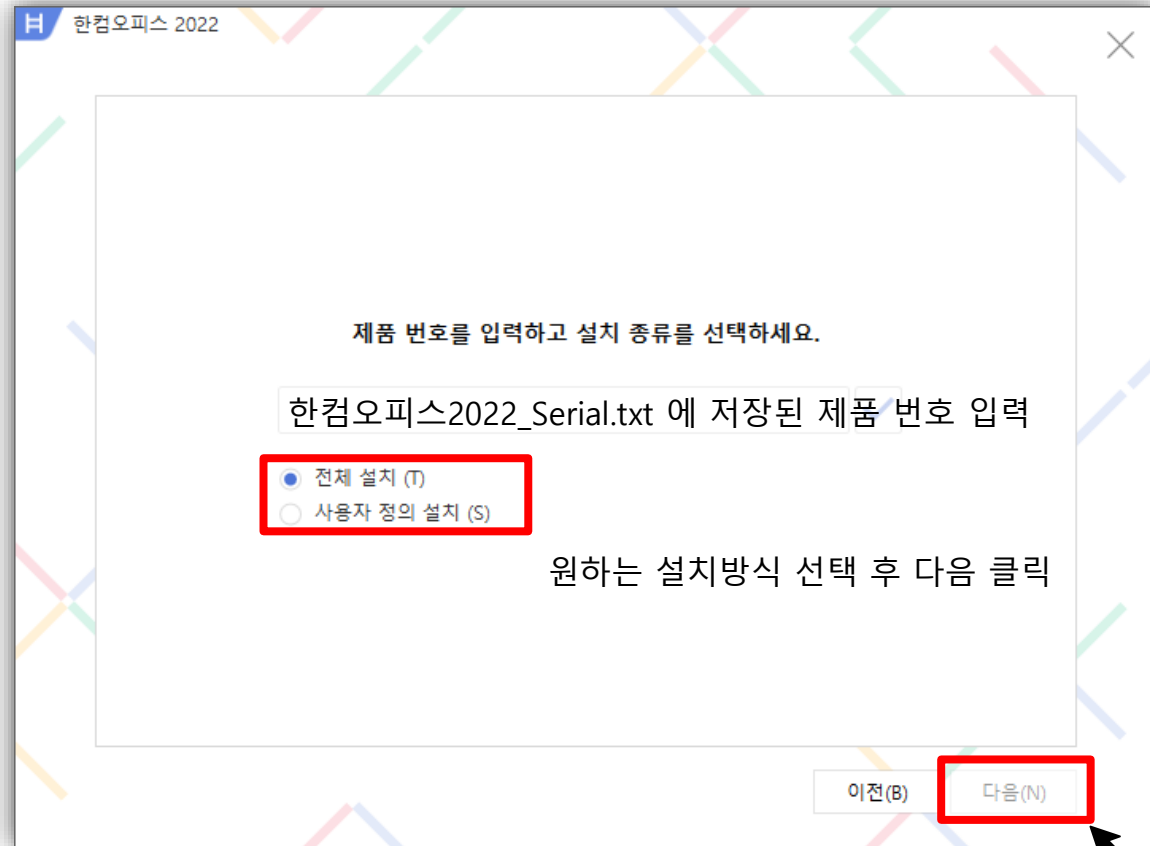 한컴오피스 2022
제품 번호를 입력하고 설치 종류를 선택하세요.
한컴오피스2022_Serial.txt 에 저장된 제품 번호 입력
전체 설치 (T)
사용자 정의 설치 (S)
원하는 설치방식 선택 후 다음 클릭
이전(B) 다음(N)